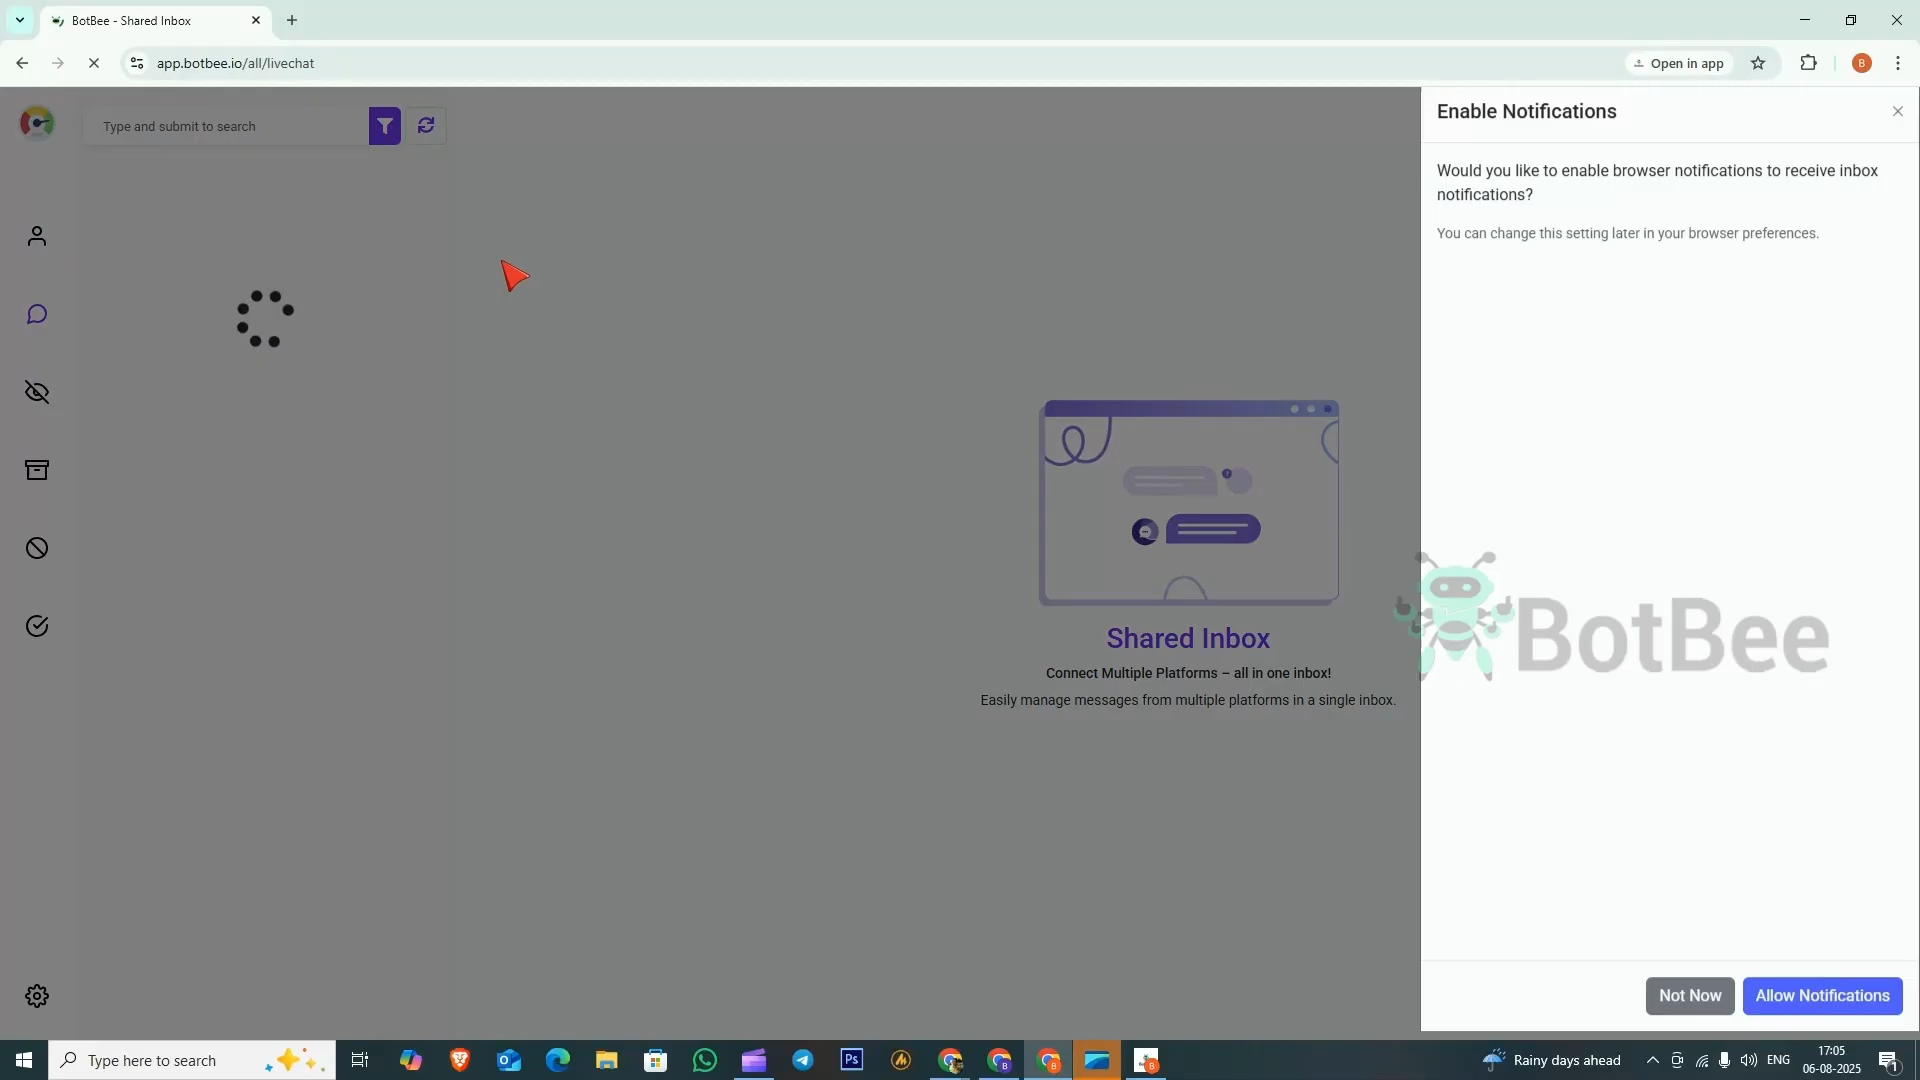 BotBee - Shared Inbox
app.botbee.io/all/livechat
Open in app
B
Type and submit to search
Enable Notifications
Would you like to enable browser notifications to receive inbox
notifications?
You can change this setting later in your browser preferences.
Shared Inbox
Connect Multiple Platforms – all in one inbox!
Easily manage messages from multiple platforms in a single inbox.
BotBee
Not Now
Allow Notifications
Type here to search
Ps
B
B
B
Rainy days ahead
ENG
17:05
06-08-2025
1